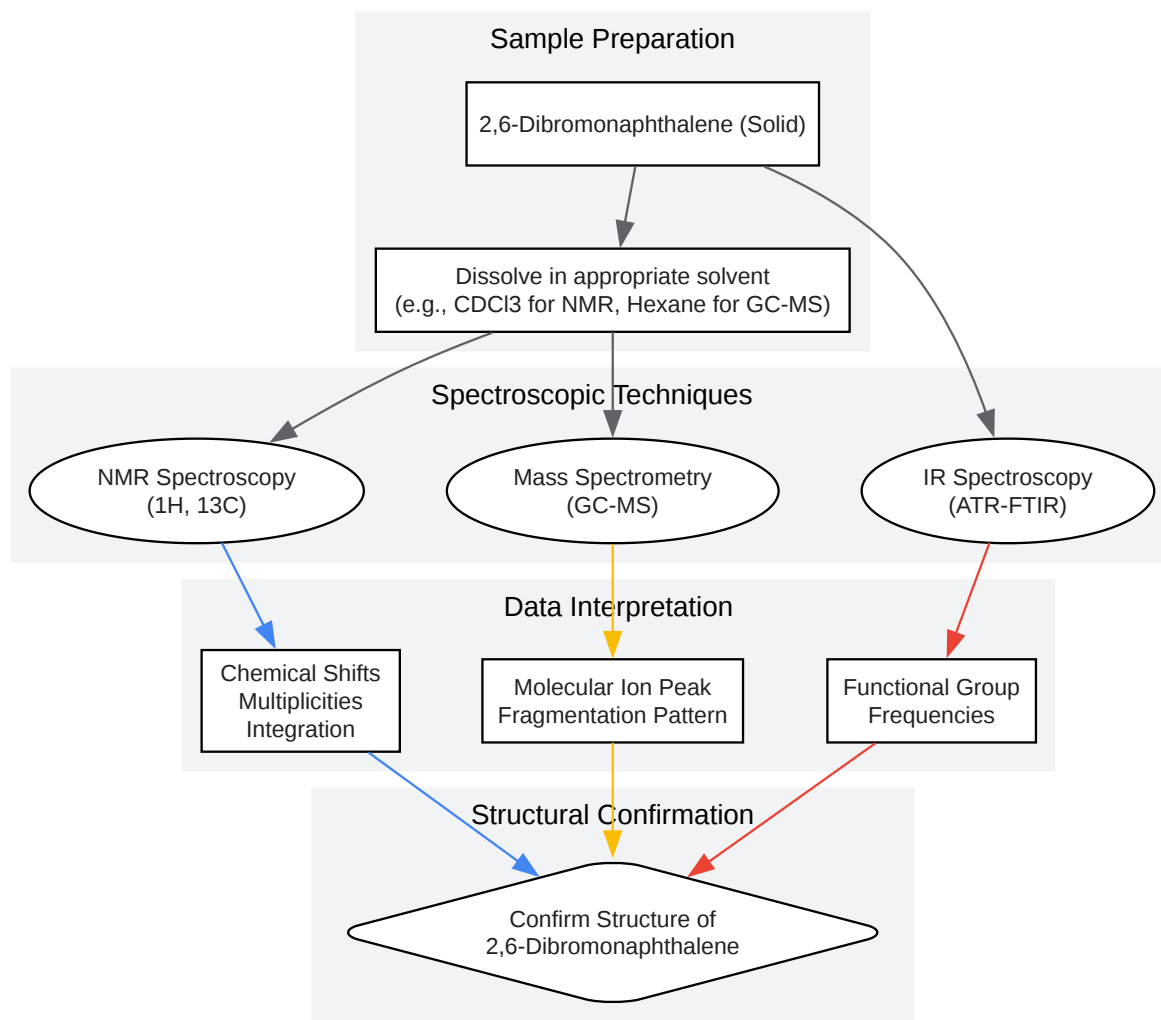 Sample Preparation
2,6-Dibromonaphthalene (Solid)
Dissolve in appropriate solvent
(e.g., CDCl3 for NMR, Hexane for GC-MS)
Spectroscopic Techniques
NMR Spectroscopy
(1H, 13C)
Mass Spectrometry
(GC-MS)
IR Spectroscopy
(ATR-FTIR)
Data Interpretation
Chemical Shifts
Multiplicities
Integration
Molecular Ion Peak
Fragmentation Pattern
Functional Group
Frequencies
Structural Confirmation
Confirm Structure of
2,6-Dibromonaphthalene